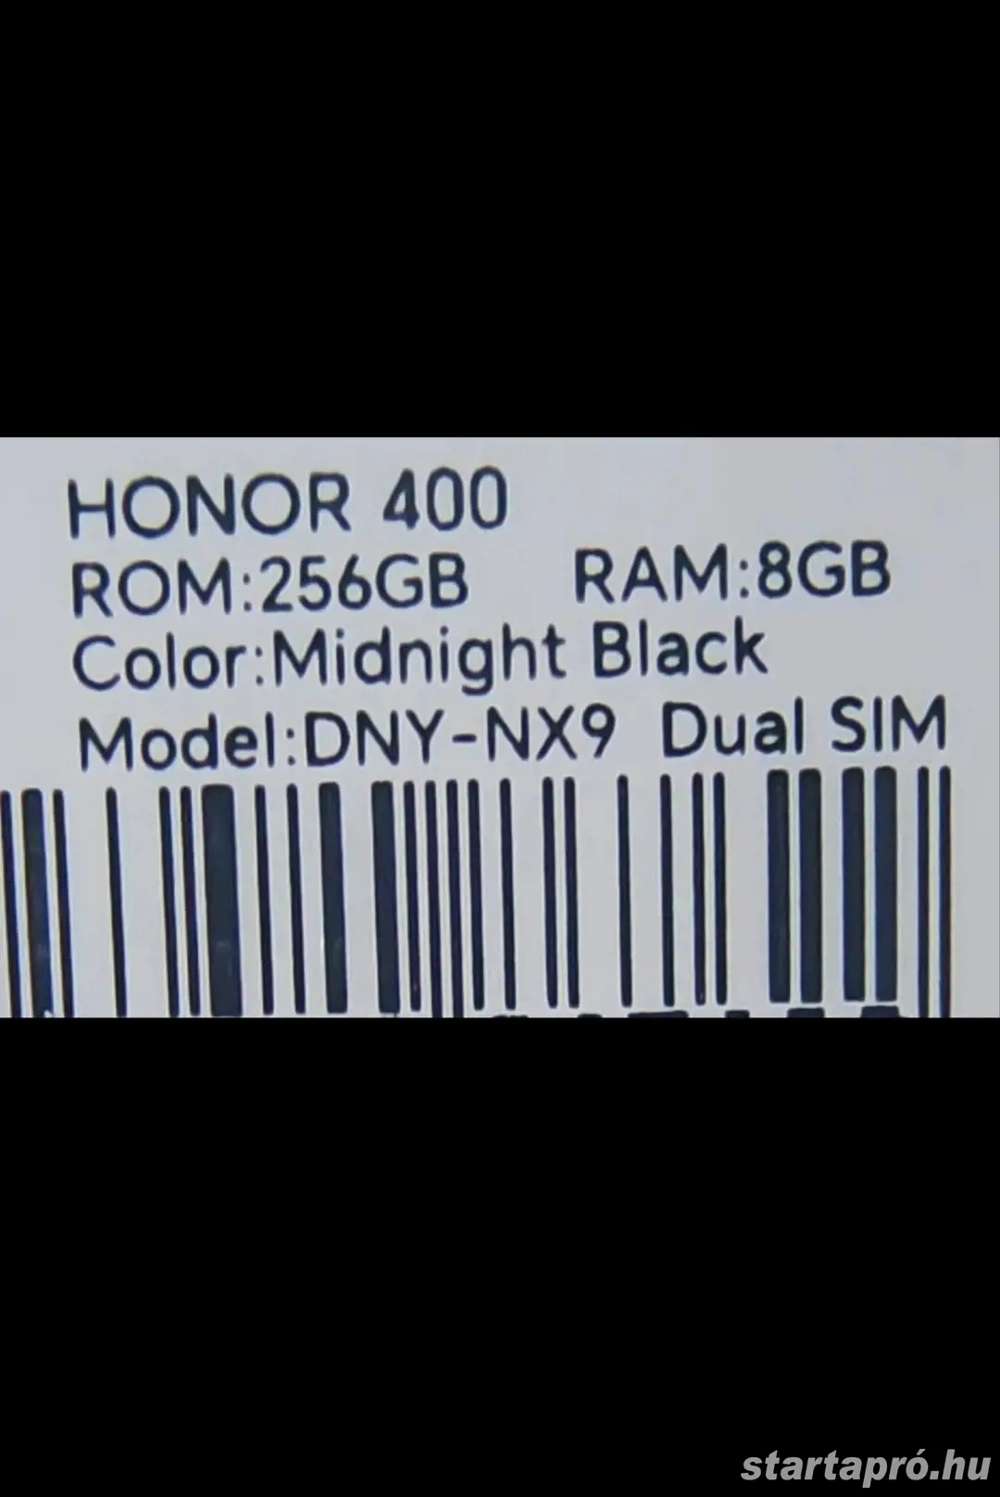 HONOR 400
ROM:256GB RAM:8GB
Color:Midnight Black
Model:DNY-NX9 Dual SIM
startapró.hu